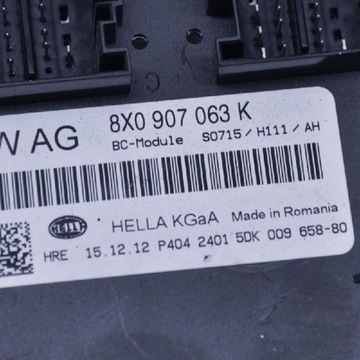 W AG 8X0 907 063 K
BC-Module S0715 / H111 / AH
HELLA HELLA KGaA Made in Romania
HRE 15.12.12 P404 2401 5DK 009 658-80